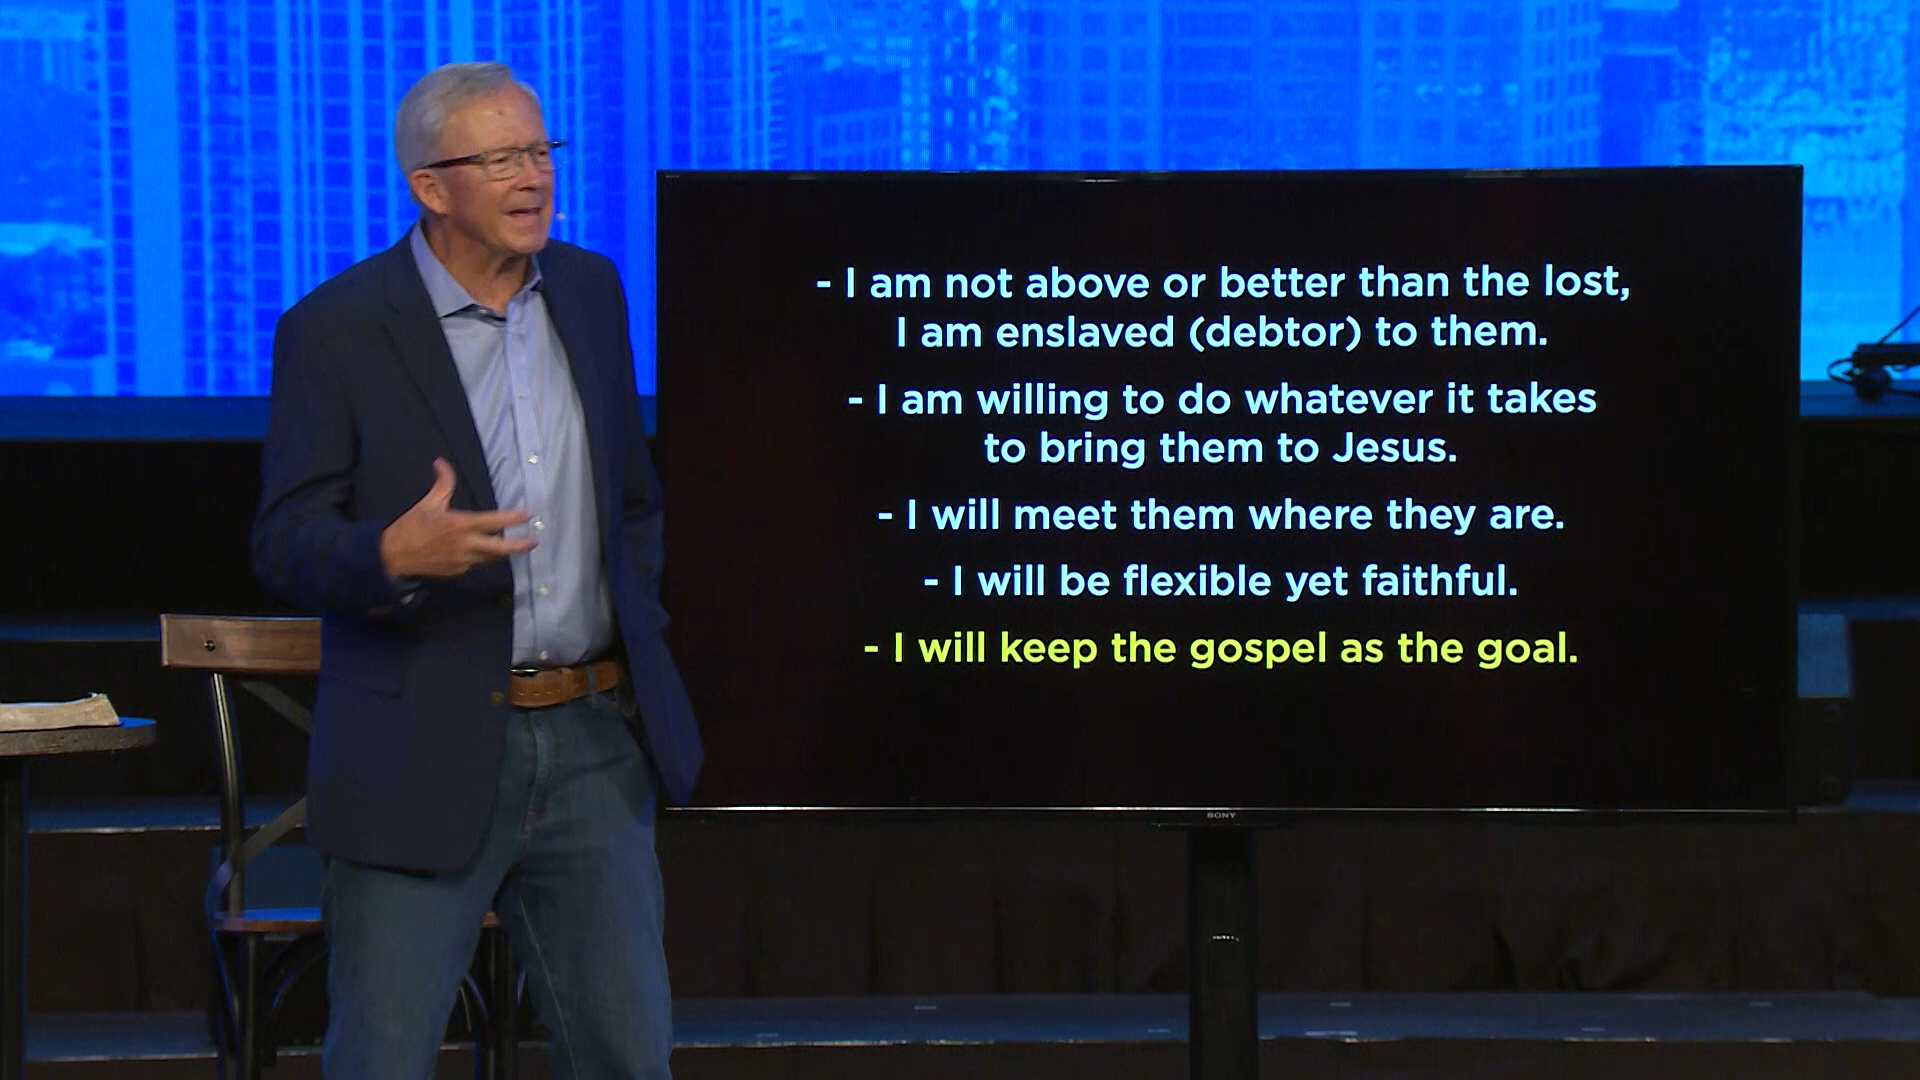 - I am not above or better than the lost,
I am enslaved (debtor) to them.
- I am willing to do whatever it takes
to bring them to Jesus.
- I will meet them where they are.
- I will be flexible yet faithful.
- I will keep the gospel as the goal.
SONY